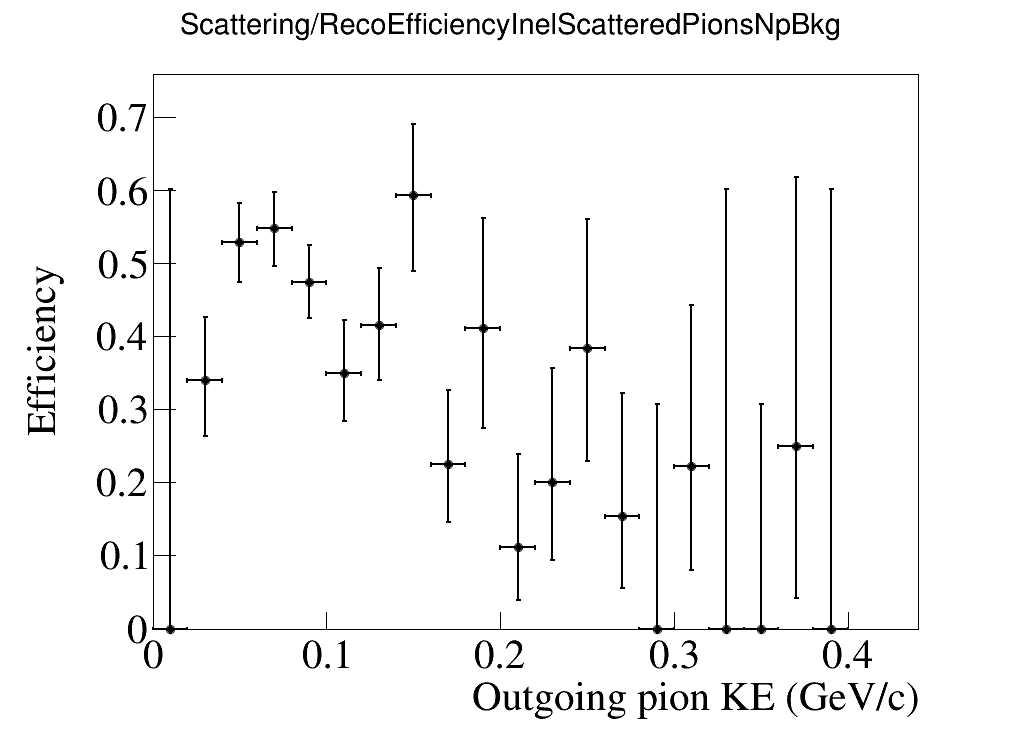 Scattering/RecoEfficiencyInelScatteredPionsNpBkg
0.7
0.6
0.5
0.4
0.3
0.2
0.1
0
Efficiency
0 0.1 0.2 0.3 0.4
Outgoing pion KE (GeV/c)